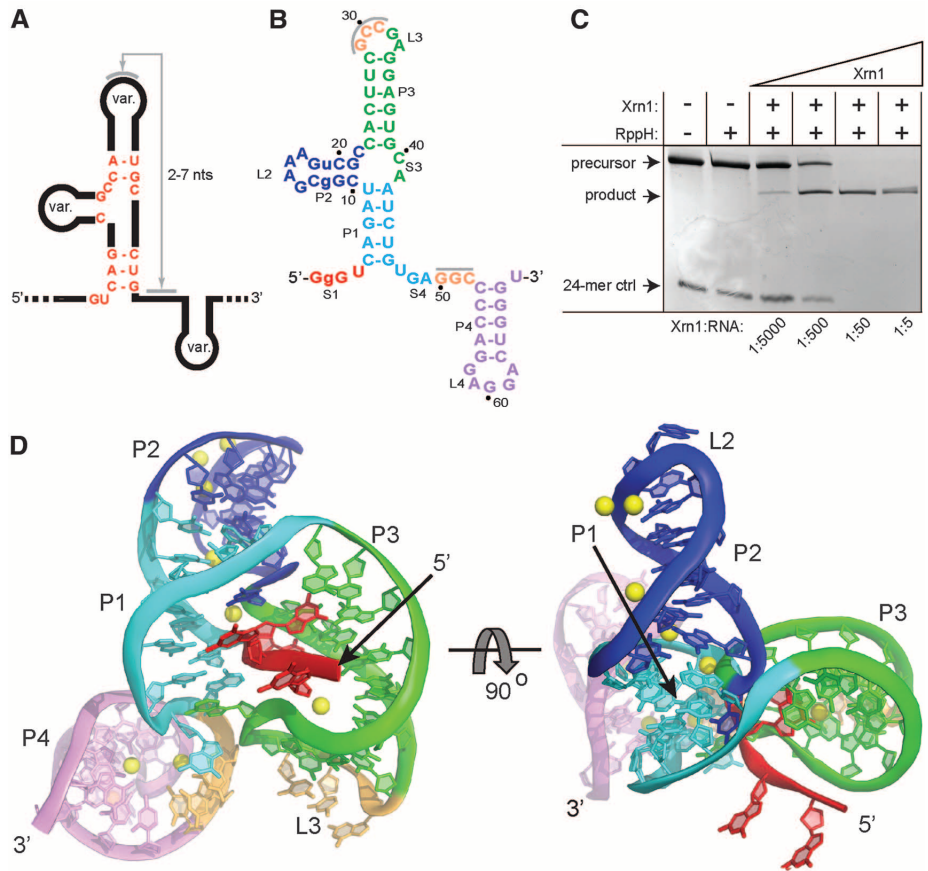 A
var.
A - U
C - G
G - C
C
var.
2-7 nts
G - C
A - U
C - G
GU
5'
3'
var.
B
30
G C C G
A
L3
C - G
U - G
U - A
C - G
A - U
C - G
P3
20
40
C
A
S3
A A G u C G C
L2
P2
10
U - A
A - U
G - C
A - U
C - G
P1
5'-GgGU
S1
U GA GGC
S4
50
U-3'
C - G
C - G
C - G
A - U
G - C
P4
G A
A G G
L4
60
C
Xrn1
Xrn1: - - + + + +
RppH: - + + + + +
precursor
product
24-mer ctrl
Xrn1:RNA: 1:5000 1:500 1:50 1:5
D
P2
P3
5'
P1
P4
3'
L3
90 o
L2
P1
P2
P3
3'
5'